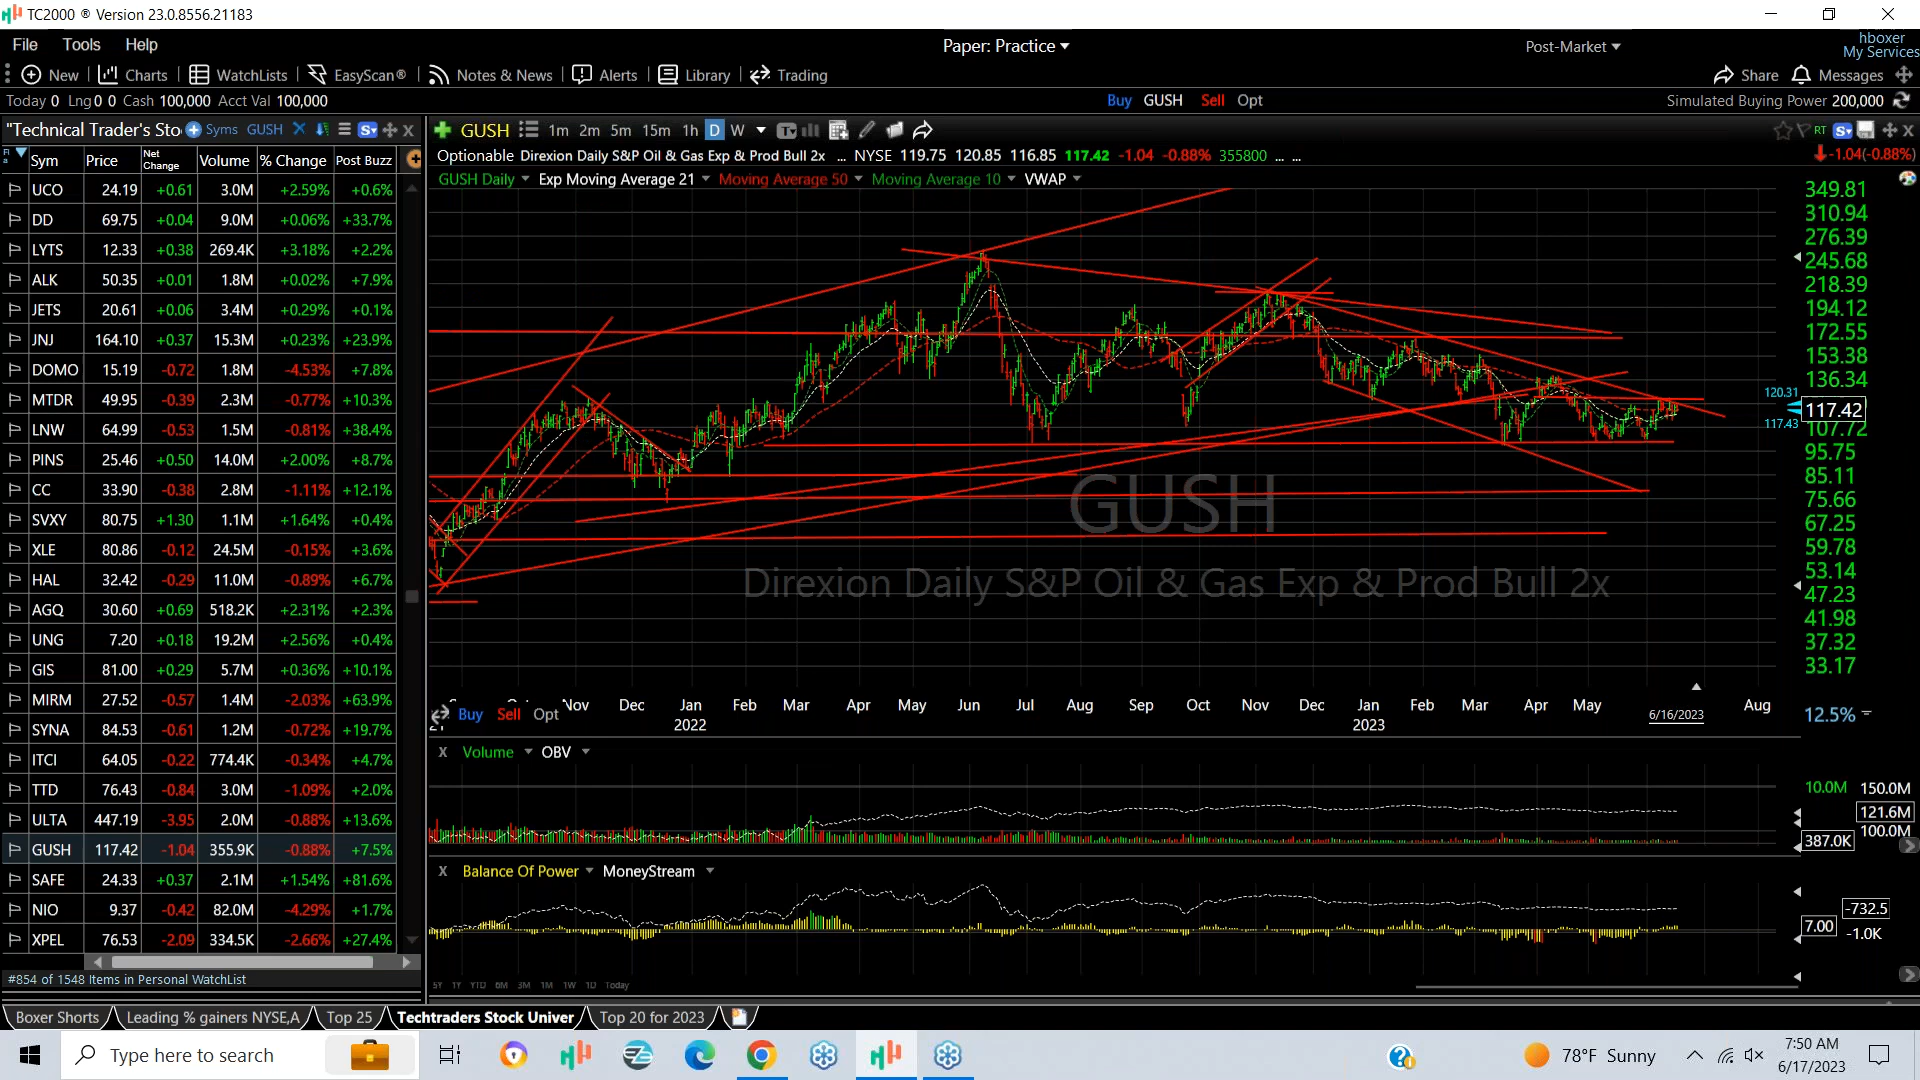 TC2000 ® Version 23.0.8556.21183
File Tools Help
Paper: Practice
Post-Market
hboxer
My Services
New Charts WatchLists EasyScan® Notes & News Alerts Library Trading
Share Messages
Today 0 Lng 0 0 Cash 100,000 Acct Val 100,000
Buy GUSH Sell Opt
Simulated Buying Power 200,000
"Technical Trader's Sto Syms GUSH
GUSH 1m 2m 5m 15m 1h D W
RT
Sym Price Net Change Volume % Change Post Buzz
Optionable Direxion Daily S&P Oil & Gas Exp & Prod Bull 2x ... NYSE 119.75 120.85 116.85 117.42 -1.04 -0.88% 355800 ... ...
-1.04(-0.88%)
GUSH Daily Exp Moving Average 21 Moving Average 50 Moving Average 10 VWAP
UCO 24.19 +0.61 3.0M +2.59% +0.6%
DD 69.75 +0.04 9.0M +0.06% +33.7%
LYTS 12.33 +0.38 269.4K +3.18% +2.2%
ALK 50.35 +0.01 1.8M +0.02% +7.9%
JETS 20.61 +0.06 3.4M +0.29% +0.1%
JNJ 164.10 +0.37 15.3M +0.23% +23.9%
DOMO 15.19 -0.72 1.8M -4.53% +7.8%
MTDR 49.95 -0.39 2.3M -0.77% +10.3%
LNW 64.99 -0.53 1.5M -0.81% +38.4%
PINS 25.46 +0.50 14.0M +2.00% +8.7%
CC 33.90 -0.38 2.8M -1.11% +12.1%
SVXY 80.75 +1.30 1.1M +1.64% +0.4%
XLE 80.86 -0.12 24.5M -0.15% +3.6%
HAL 32.42 -0.29 11.0M -0.89% +6.7%
AGQ 30.60 +0.69 518.2K +2.31% +2.3%
UNG 7.20 +0.18 19.2M +2.56% +0.4%
GIS 81.00 +0.29 5.7M +0.36% +10.1%
MIRM 27.52 -0.57 1.4M -2.03% +63.9%
SYNA 84.53 -0.61 1.2M -0.72% +19.7%
ITCI 64.05 -0.22 774.4K -0.34% +4.7%
TTD 76.43 -0.84 3.0M -1.09% +2.0%
ULTA 447.19 -3.95 2.0M -0.88% +13.6%
GUSH 117.42 -1.04 355.9K -0.88% +7.5%
SAFE 24.33 +0.37 2.1M +1.54% +81.6%
NIO 9.37 -0.42 82.0M -4.29% +1.7%
XPEL 76.53 -2.09 334.5K -2.66% +27.4%
#854 of 1548 Items in Personal WatchList
349.81
310.94
276.39
245.68
218.39
194.12
172.55
153.38
136.34
120.31
117.42
117.43
107.72
95.75
85.11
75.66
67.25
59.78
53.14
47.23
41.98
37.32
33.17
12.5%
GUSH
Direxion Daily S&P Oil & Gas Exp & Prod Bull 2x
Nov Dec Jan Feb Mar Apr May Jun Jul Aug Sep Oct Nov Dec Jan Feb Mar Apr May 6/16/2023 Aug
2022 2023
Buy Sell Opt
X Volume OBV
10.0M 150.0M
121.6M
100.0M
387.0K
X Balance Of Power MoneyStream
-732.5
7.00
-1.0K
5Y 1Y YTD 6M 3M 1M 1W 1D Today
Boxer Shorts Leading % gainers NYSE,A Top 25 Techtraders Stock Univer Top 20 for 2023
Type here to search
78°F Sunny
7:50 AM
6/17/2023